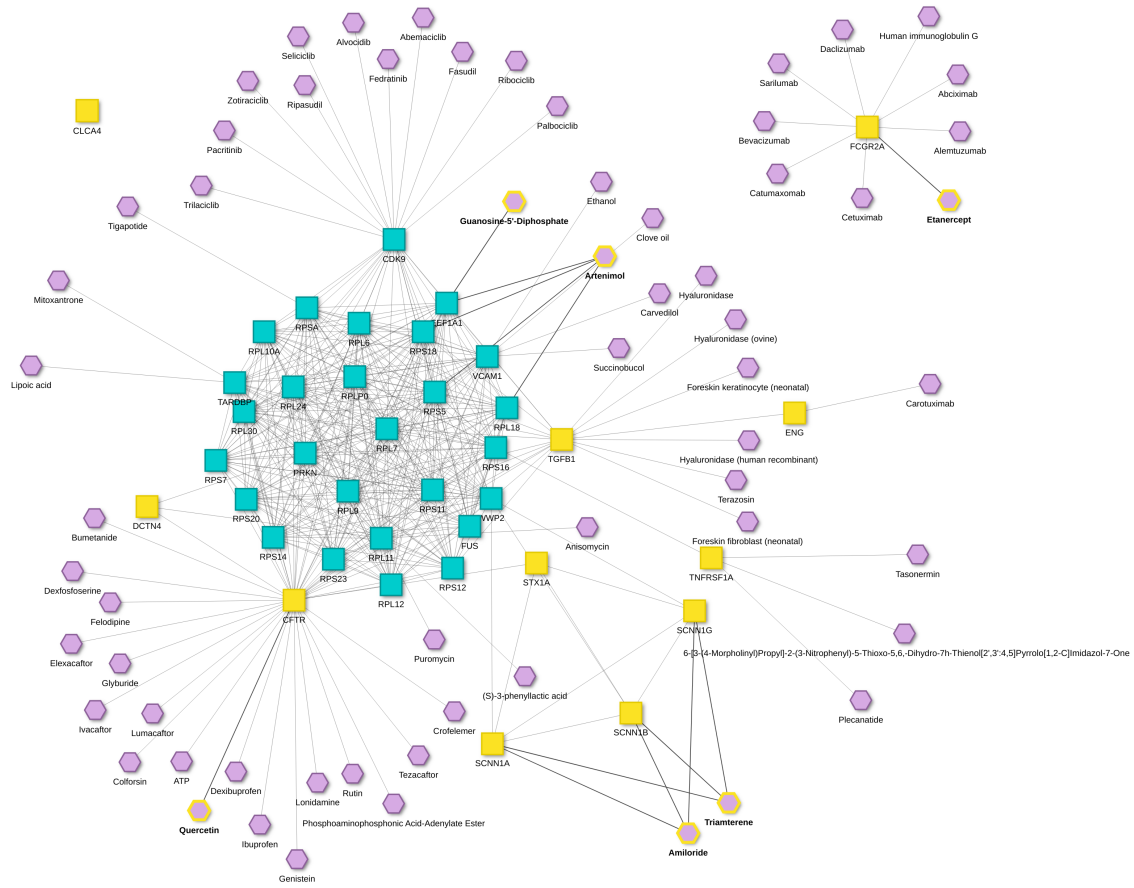 Abemaciclib
Human immunoglobulin G
Alvocidib
Daclizumab
Seliciclib
Fasudil
Fedratinib
Sarilumab
Abciximab
Ribociclib
Zotiraciclib
Ripasudil
CLCA4
Palbociclib
Bevacizumab
FCGR2A
Alemtuzumab
Pacritinib
Catumaxomab
Trilaciclib
Ethanol
Cetuximab
Etanercept
Tigapotide
Guanosine-5'-Diphosphate
Clove oil
CDK9
Artenimol
Mitoxantrone
Hyaluronidase
Carvedilol
EEF1A1
RPSA
Hyaluronidase (ovine)
RPL6
RPS18
RPL10A
Succinobucol
VCAM1
Lipoic acid
Foreskin keratinocyte (neonatal)
RPLP0
TARDBP
RPL24
RPS5
Carotuximab
RPL30
RPL18
ENG
RPL7
TGFB1
Hyaluronidase (human recombinant)
RPS16
PRKN
RPS7
Terazosin
RPL9
RPS11
RPS20
WWP2
DCTN4
Bumetanide
Foreskin fibroblast (neonatal)
FUS
Anisomycin
RPS14
RPL11
Tasonermin
TNFRSF1A
RPS23
STX1A
Dexfosfoserine
RPS12
RPL12
CFTR
Felodipine
SCNN1G
Elexacaftor
6-[3-(4-Morpholinyl)Propyl]-2-(3-Nitrophenyl)-5-Thioxo-5,6,-Dihydro-7h-Thienol[2',3':4,5]Pyrrolo[1,2-C]Imidazol-7-One
Puromycin
Glyburide
(S)-3-phenyllactic acid
Plecanatide
Ivacaftor
Lumacaftor
Crofelemer
SCNN1B
SCNN1A
Tezacaftor
Colforsin
ATP
Dexibuprofen
Rutin
Lonidamine
Phosphoaminophosphonic Acid-Adenylate Ester
Triamterene
Quercetin
Ibuprofen
Amiloride
Genistein